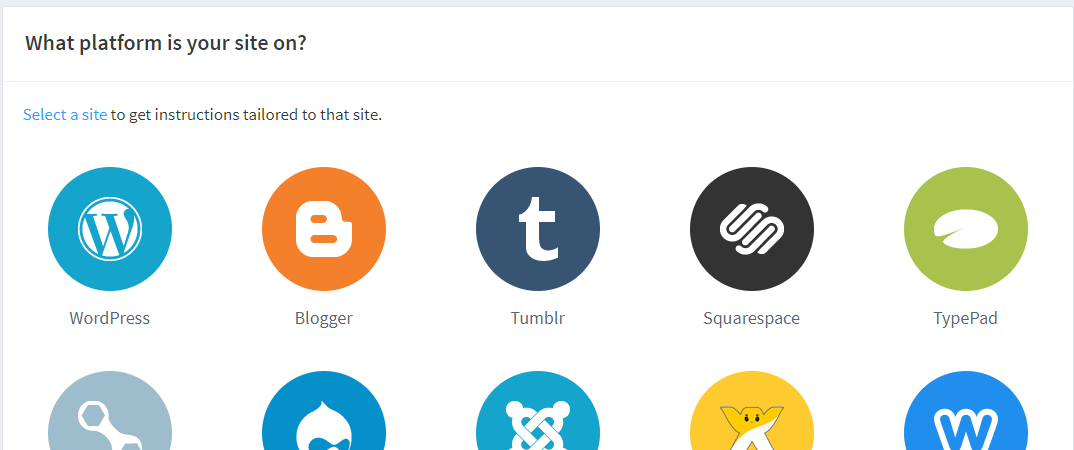 What platform is your site on?
Select a site to get instructions tailored to that site.
WordPress
Blogger
Tumblr
Squarespace
TypePad